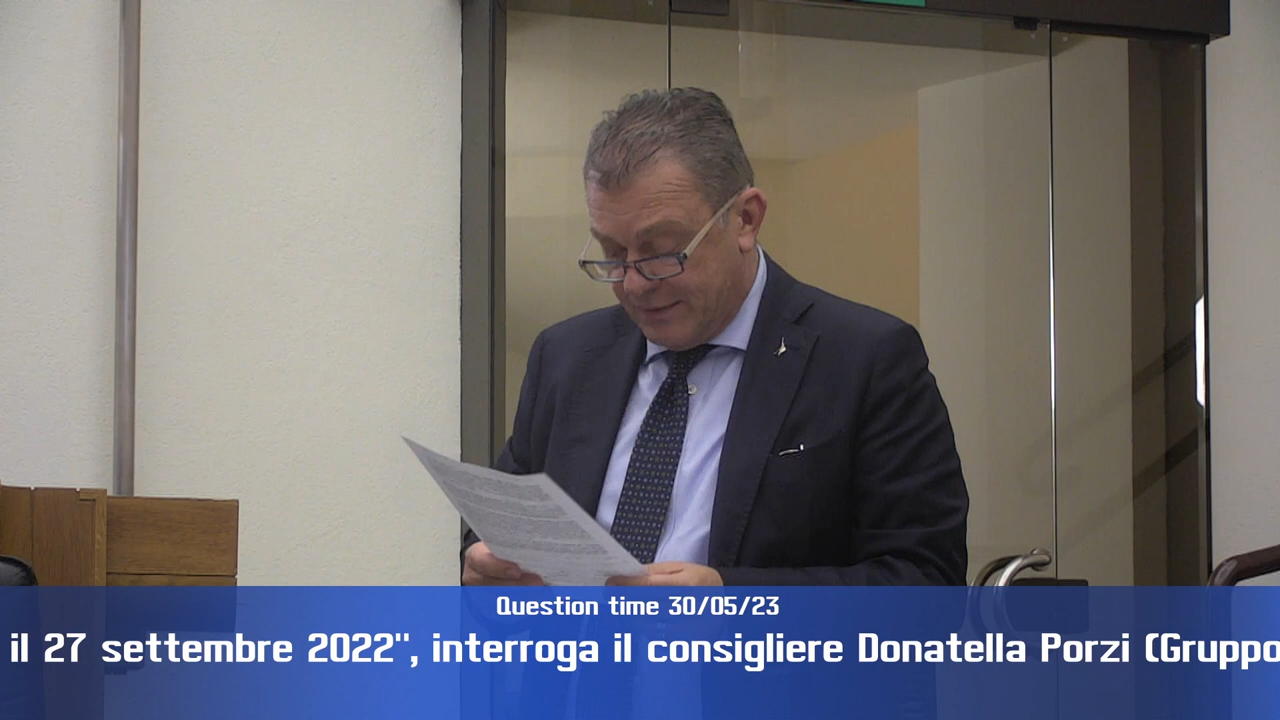 Question time 30/05/23
il 27 settembre 2022", interroga il consigliere Donatella Porzi (Gruppo